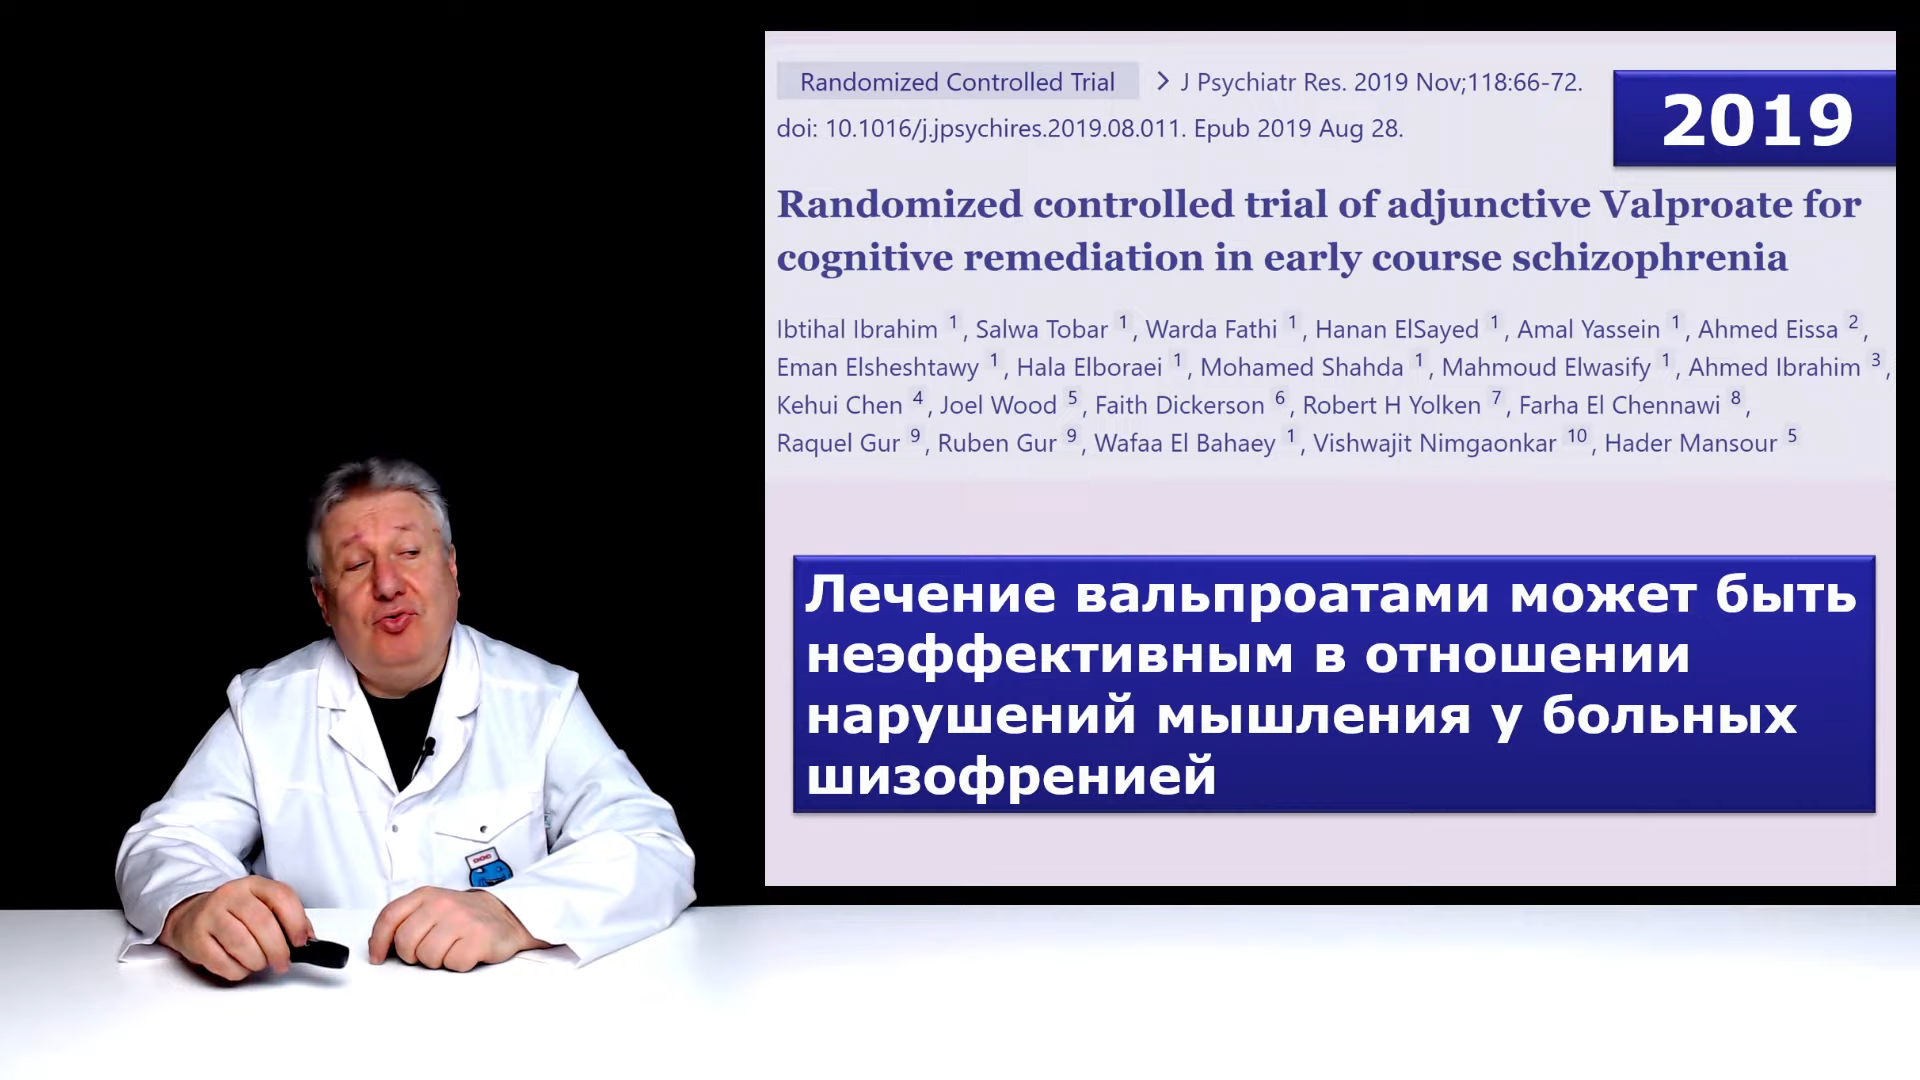 Randomized Controlled Trial > J Psychiatr Res. 2019 Nov;118:66-72.
doi: 10.1016/j.jpsychires.2019.08.011. Epub 2019 Aug 28.
2019
Randomized controlled trial of adjunctive Valproate for
cognitive remediation in early course schizophrenia
Ibtihal Ibrahim 1, Salwa Tobar 1, Warda Fathi 1, Hanan ElSayed 1, Amal Yassein 1, Ahmed Eissa 2,
Eman Elsheshtawy 1, Hala Elboraei 1, Mohamed Shahda 1, Mahmoud Elwasify 1, Ahmed Ibrahim 3,
Kehui Chen 4, Joel Wood 5, Faith Dickerson 6, Robert H Yolken 7, Farha El Chennawi 8,
Raquel Gur 9, Ruben Gur 9, Wafaa El Bahaey 1, Vishwajit Nimgaonkar 10, Hader Mansour 5
Лечение вальпроатами может быть
неэффективным в отношении
нарушений мышления у больных
шизофренией